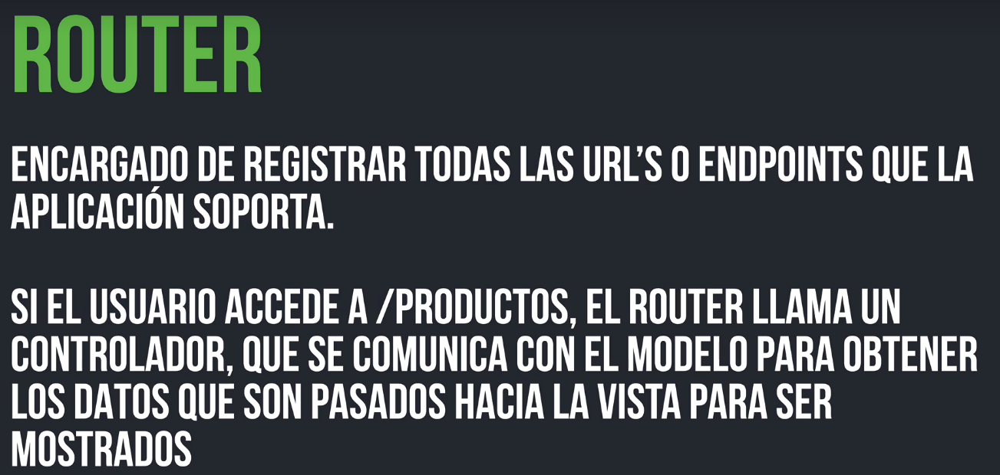 ROUTER
ENCARGADO DE REGISTRAR TODAS LAS URL’S O ENDPOINTS QUE LA
APLICACIÓN SOPORTA.
SI EL USUARIO ACCEDE A /PRODUCTOS, EL ROUTER LLAMA UN
CONTROLADOR, QUE SE COMUNICA CON EL MODELO PARA OBTENER
LOS DATOS QUE SON PASADOS HACIA LA VISTA PARA SER
MOSTRADOS